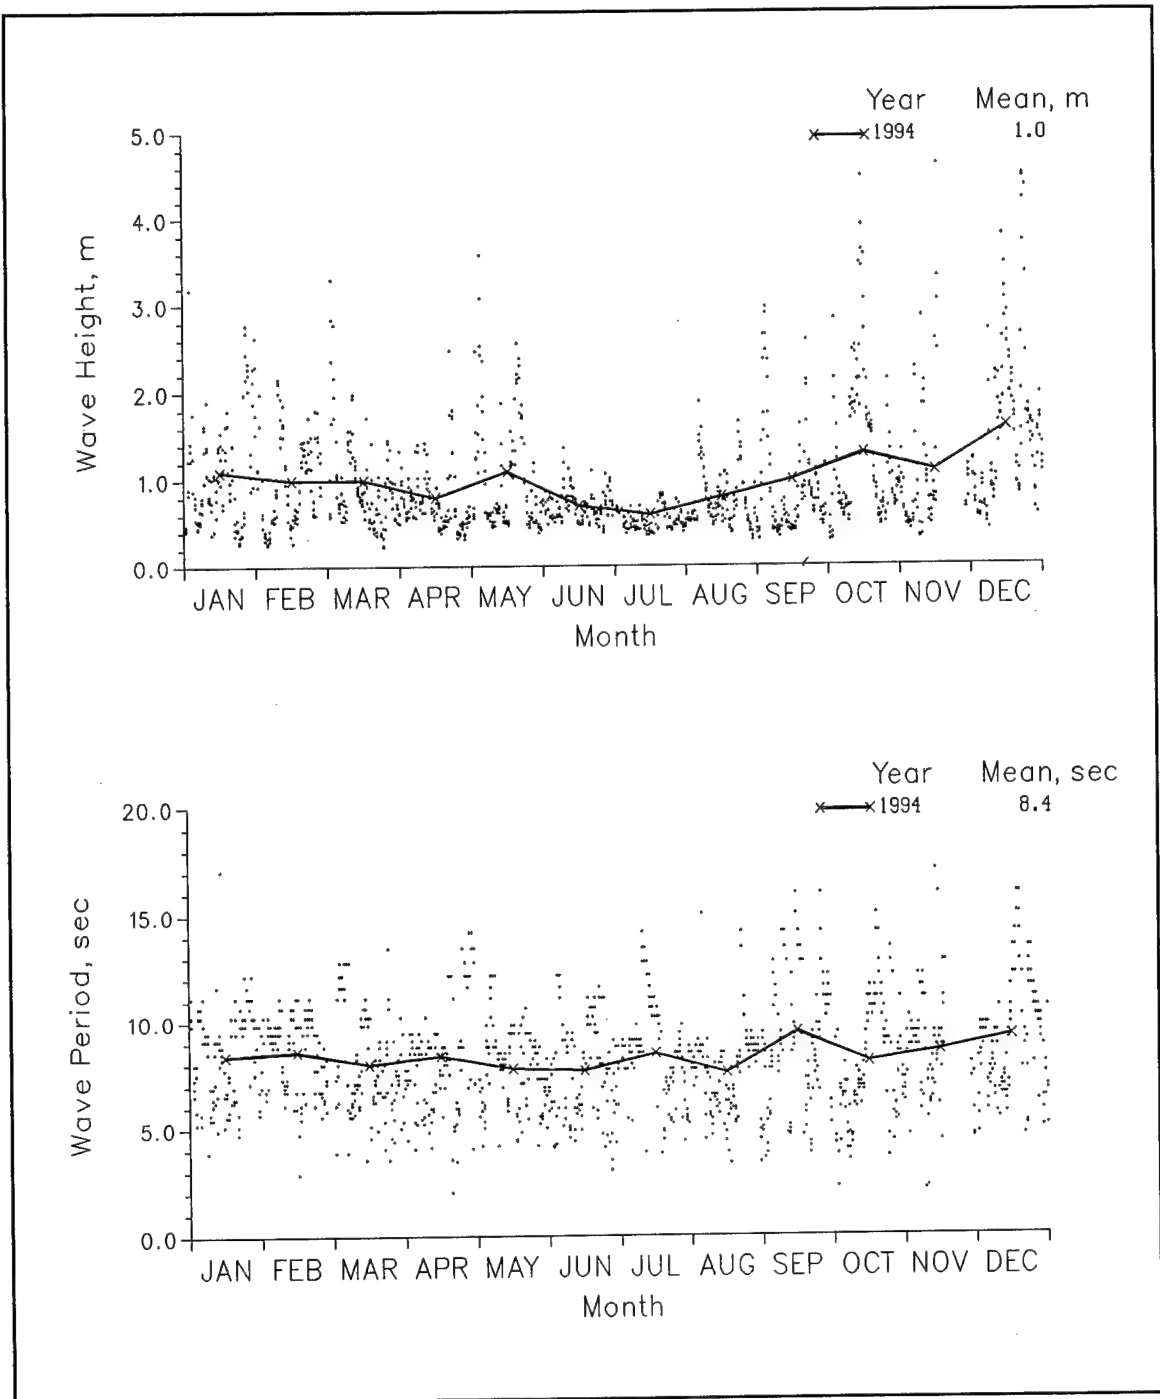 Year Mean, m
1994 1.0
5.0
4.0
3.0
2.0
1.0
0.0
Wave Height, m
JAN FEB MAR APR MAY JUN JUL AUG SEP OCT NOV DEC
Month
Year Mean, sec
1994 8.4
20.0
15.0
10.0
5.0
0.0
Wave Period, sec
JAN FEB MAR APR MAY JUN JUL AUG SEP OCT NOV DEC
Month